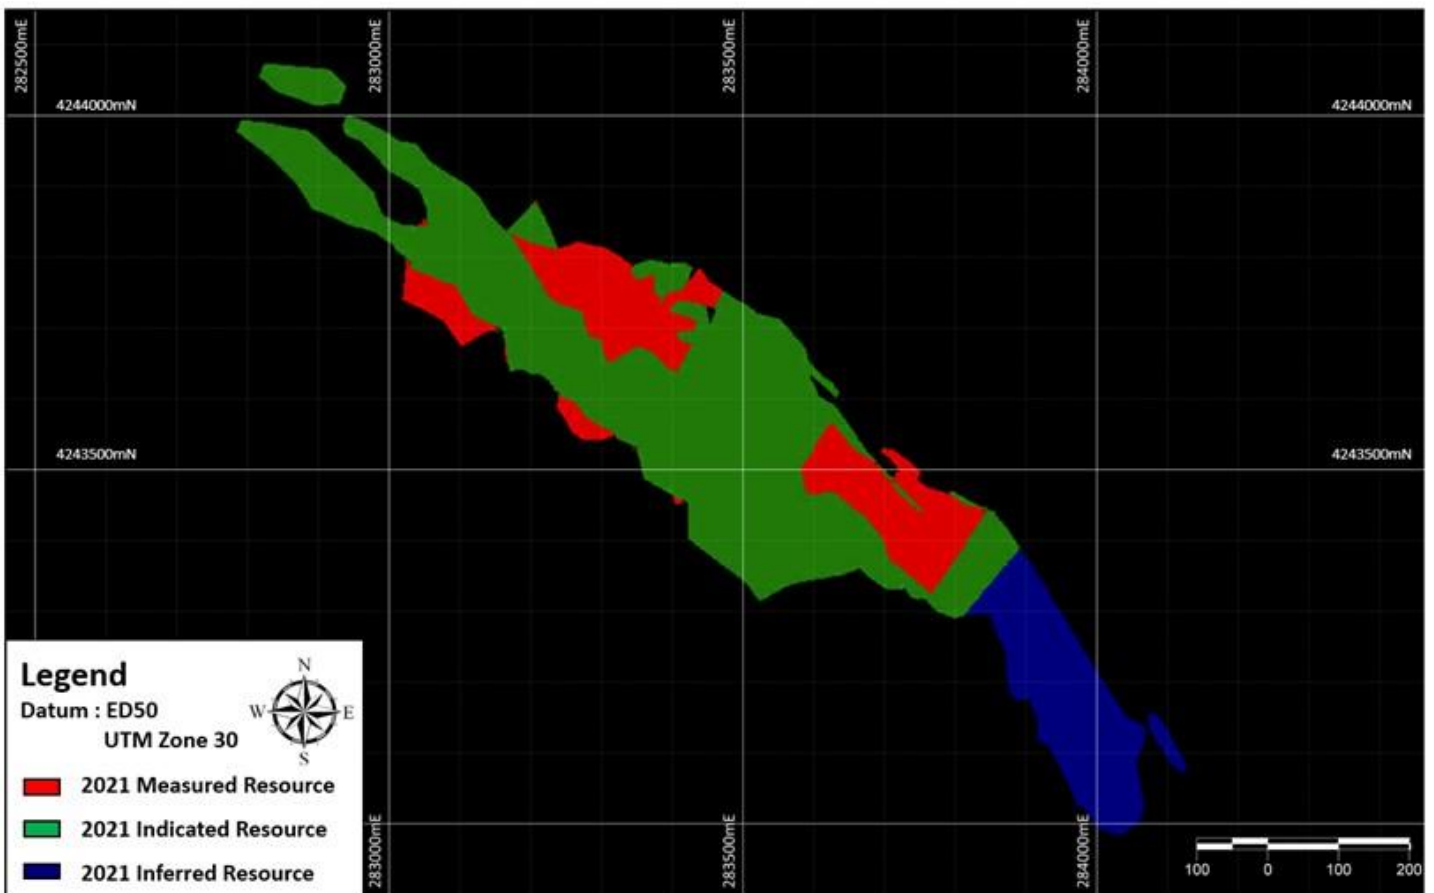 282500mE
283000mE
283500mE
284000mE
4244000mN
4244000mN
4243500mN
4243500mN
Legend
Datum : ED50
UTM Zone 30
N
W
E
S
2021 Measured Resource
2021 Indicated Resource
2021 Inferred Resource
283000mE
283500mE
284000mE
100 0 100 200